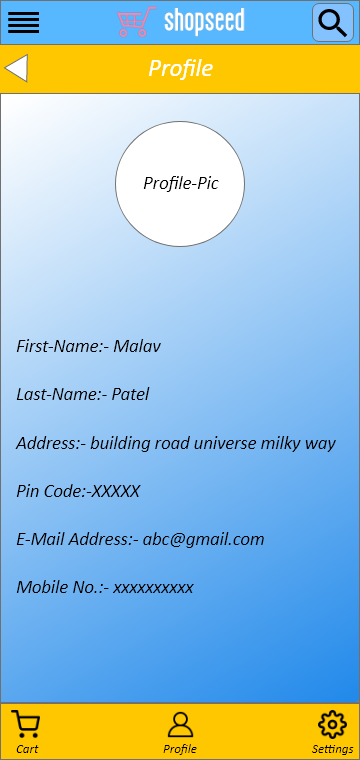 shopseed
Profile
Profile-Pic
First-Name:- Malav
Last-Name:- Patel
Address:- building road universe milky way
Pin Code:-XXXXX
E-Mail Address:- abc@gmail.com
Mobile No.:- xxxxxxxxxx
Cart
Profile
Settings